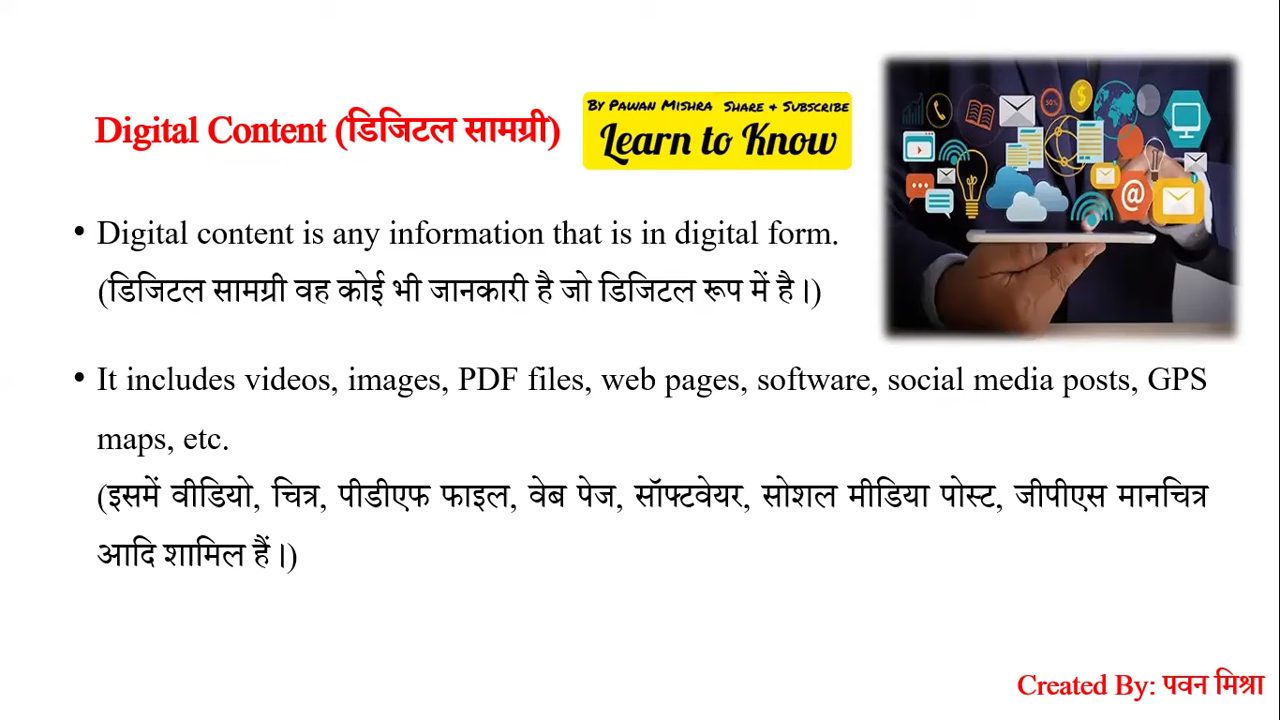 Digital Content (डिजिटल सामग्री)
By Pawan Mishra Share + Subscribe
Learn to Know
• Digital content is any information that is in digital form.
(डिजिटल सामग्री वह कोई भी जानकारी है जो डिजिटल रूप में है।)
• It includes videos, images, PDF files, web pages, software, social media posts, GPS
maps, etc.
(इसमें वीडियो, चित्र, पीडीएफ फाइल, वेब पेज, सॉफ्टवेयर, सोशल मीडिया पोस्ट, जीपीएस मानचित्र
आदि शामिल हैं।)
Created By: पवन मिश्रा